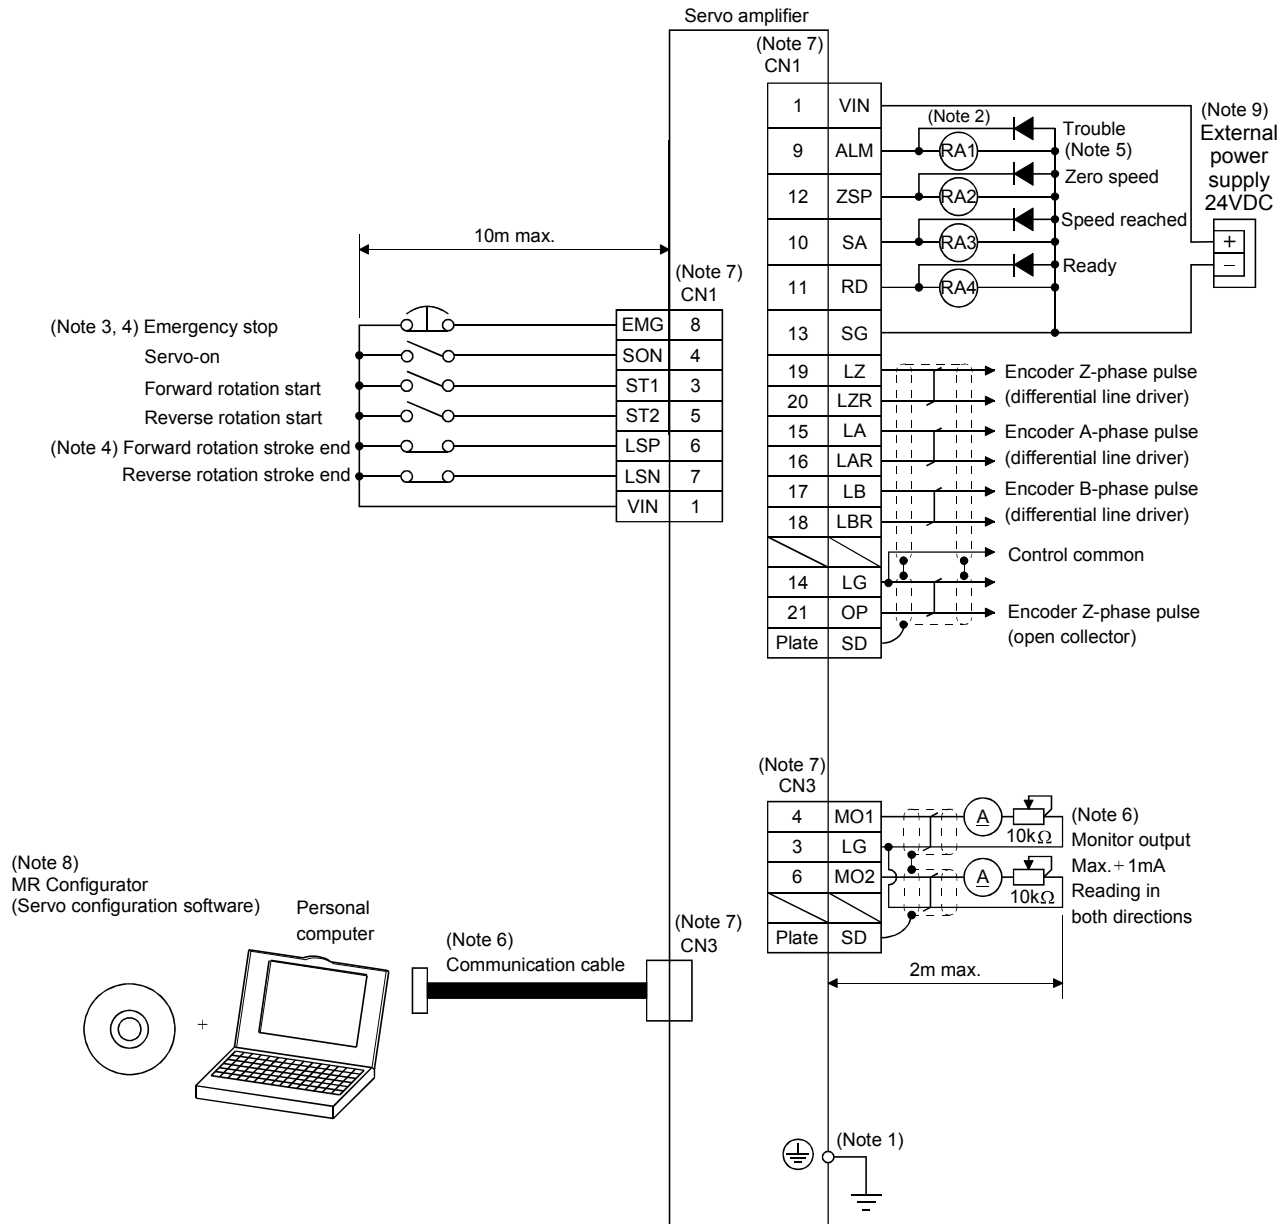 Servo amplifier
(Note 7)
CN1
1 VIN
9 ALM
12 ZSP
10 SA
11 RD
13 SG
19 LZ
20 LZR
15 LA
16 LAR
17 LB
18 LBR
14 LG
21 OP
Plate SD
(Note 2)
RA1
RA2
RA3
RA4
Trouble
(Note 5)
Zero speed
Speed reached
Ready
(Note 9)
External
power
supply
24VDC
+
−
Encoder Z-phase pulse
(differential line driver)
Encoder A-phase pulse
(differential line driver)
Encoder B-phase pulse
(differential line driver)
Control common
Encoder Z-phase pulse
(open collector)
10m max.
(Note 7)
CN1
(Note 3, 4) Emergency stop
Servo-on
Forward rotation start
Reverse rotation start
(Note 4) Forward rotation stroke end
Reverse rotation stroke end
EMG 8
SON 4
ST1 3
ST2 5
LSP 6
LSN 7
VIN 1
(Note 7)
CN3
4 MO1
3 LG
6 MO2
Plate SD
A
10kΩ
A
10kΩ
(Note 6)
Monitor output
Max. + 1mA
Reading in
both directions
2m max.
(Note 8)
MR Configurator
(Servo configuration software)
+
Personal
computer
(Note 6)
Communication cable
(Note 7)
CN3
(Note 1)